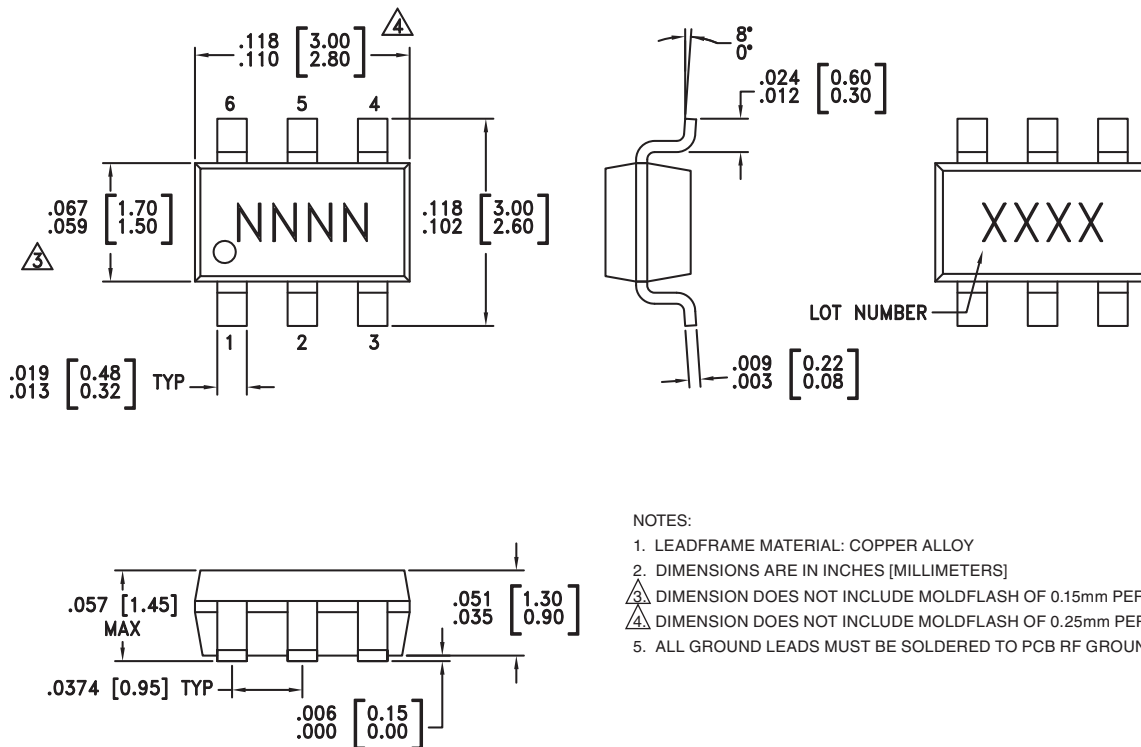 .118 [3.00]
.110 [2.80]
4
6 5 4
.067 [1.70]
.059 [1.50]
3
NNNN
.118 [3.00]
.102 [2.60]
1 2 3
.019 [0.48]
.013 [0.32]
TYP
8°
0°
.024 [0.60]
.012 [0.30]
.009 [0.22]
.003 [0.08]
XXXX
LOT NUMBER
.057 [1.45]
MAX
.051 [1.30]
.035 [0.90]
.0374 [0.95] TYP
.006 [0.15]
.000 [0.00]
NOTES:
1. LEADFRAME MATERIAL: COPPER ALLOY
2. DIMENSIONS ARE IN INCHES [MILLIMETERS]
3. DIMENSION DOES NOT INCLUDE MOLDFLASH OF 0.15mm PER
4. DIMENSION DOES NOT INCLUDE MOLDFLASH OF 0.25mm PER
5. ALL GROUND LEADS MUST BE SOLDERED TO PCB RF